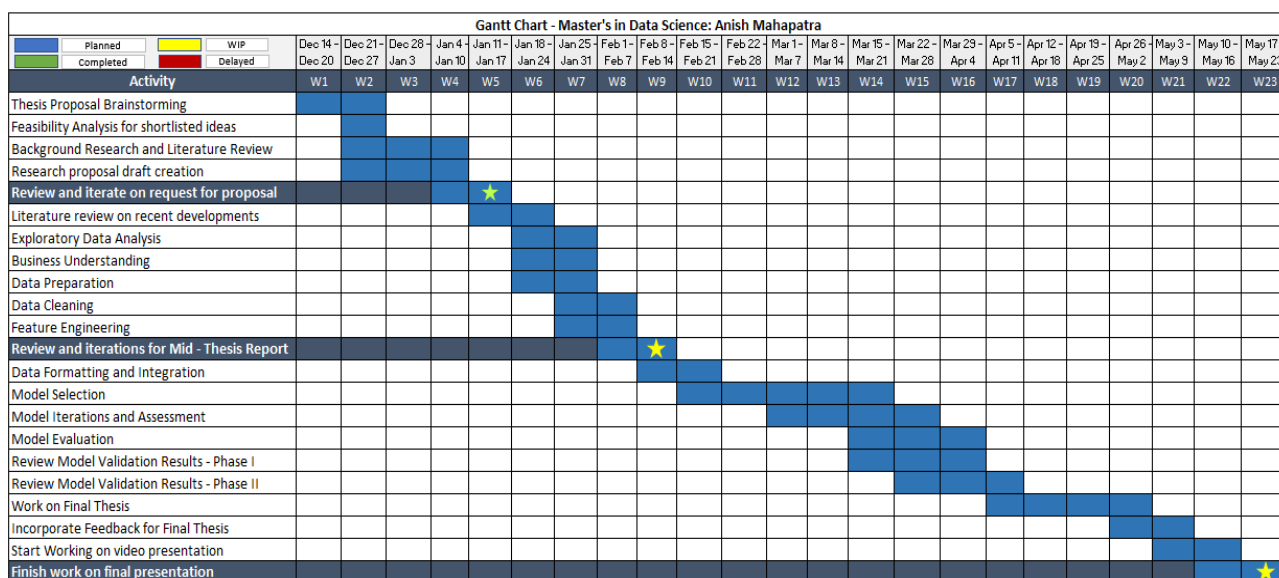 Gantt Chart - Master's in Data Science: Anish Mahapatra
Planned WIP Dec 14 - Dec 21 - Dec 28 - Jan 4 - Jan 11 - Jan 18 - Jan 25 - Feb 1 - Feb 8 - Feb 15 - Feb 22 - Mar 1 - Mar 8 - Mar 15 - Mar 22 - Mar 29 - Apr 5 - Apr 12 - Apr 19 - Apr 26 - May 3 - May 10 - May 17
Completed Delayed Dec 20 Dec 27 Jan 3 Jan 10 Jan 17 Jan 24 Jan 31 Feb 7 Feb 14 Feb 21 Feb 28 Mar 7 Mar 14 Mar 21 Mar 28 Apr 4 Apr 11 Apr 18 Apr 25 May 2 May 9 May 16 May 23
Activity W1 W2 W3 W4 W5 W6 W7 W8 W9 W10 W11 W12 W13 W14 W15 W16 W17 W18 W19 W20 W21 W22 W23
Thesis Proposal Brainstorming
Feasibility Analysis for shortlisted ideas
Background Research and Literature Review
Research proposal draft creation
Review and iterate on request for proposal
Literature review on recent developments
Exploratory Data Analysis
Business Understanding
Data Preparation
Data Cleaning
Feature Engineering
Review and iterations for Mid - Thesis Report
Data Formatting and Integration
Model Selection
Model Iterations and Assessment
Model Evaluation
Review Model Validation Results - Phase I
Review Model Validation Results - Phase II
Work on Final Thesis
Incorporate Feedback for Final Thesis
Start Working on video presentation
Finish work on final presentation